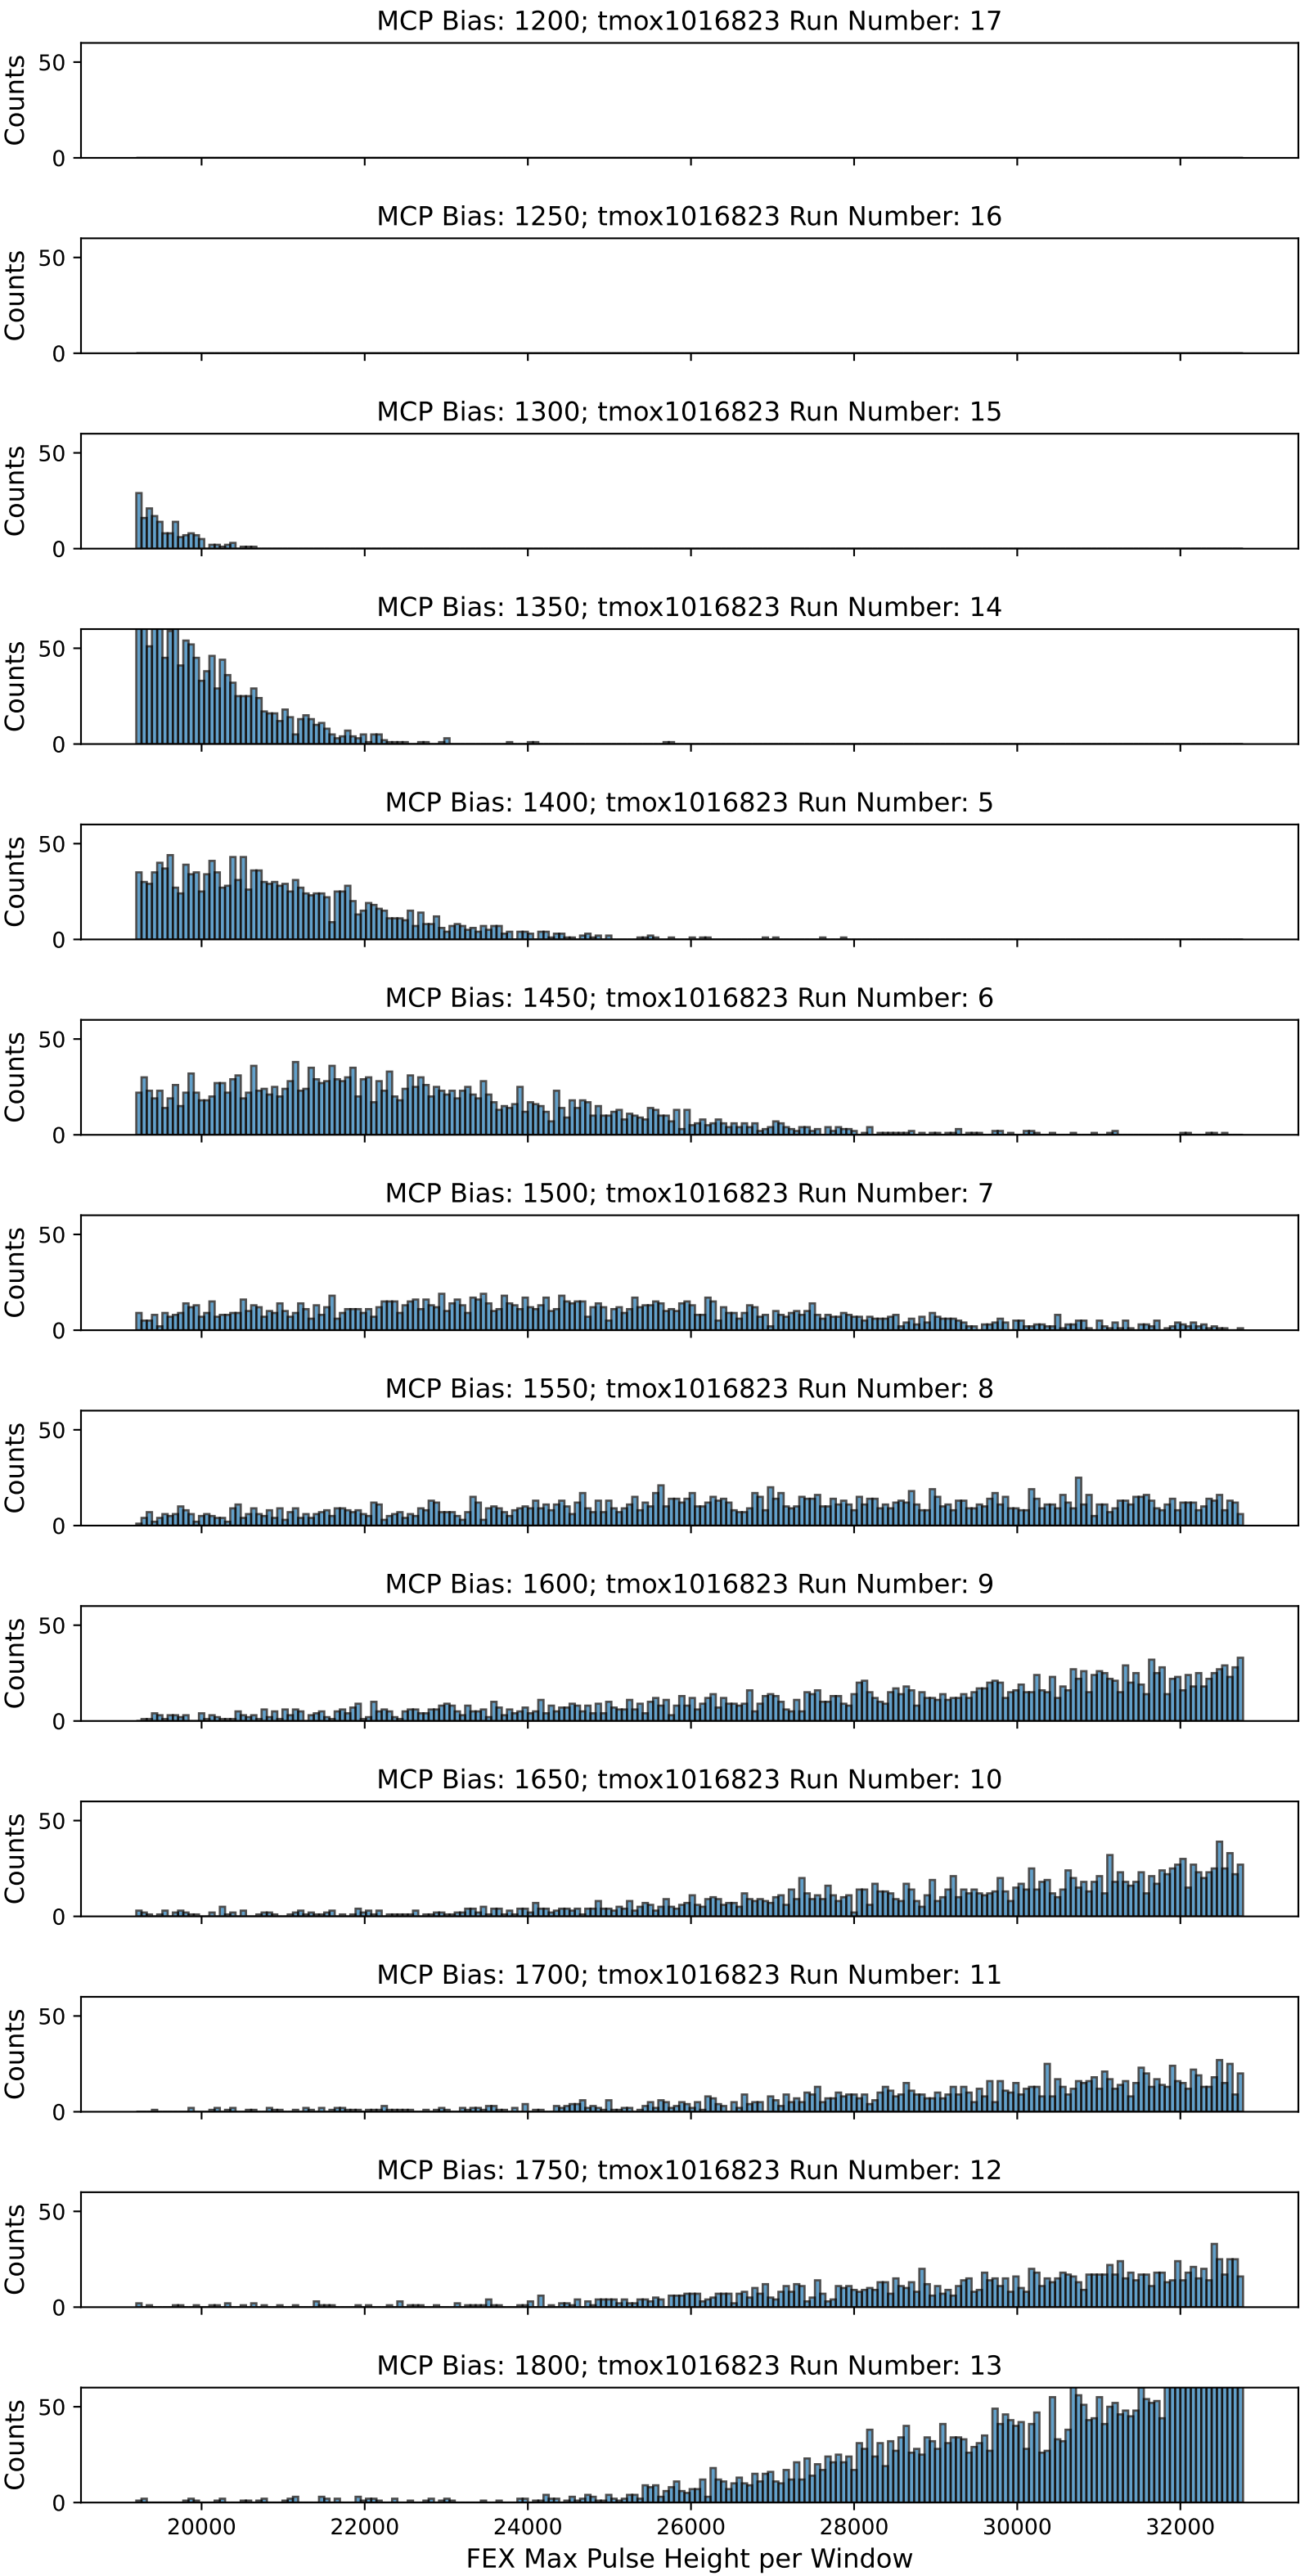 MCP Bias: 1200; tmox1016823 Run Number: 17
50
Counts
0
MCP Bias: 1250; tmox1016823 Run Number: 16
50
Counts
0
MCP Bias: 1300; tmox1016823 Run Number: 15
50
Counts
0
MCP Bias: 1350; tmox1016823 Run Number: 14
50
Counts
0
MCP Bias: 1400; tmox1016823 Run Number: 5
50
Counts
0
MCP Bias: 1450; tmox1016823 Run Number: 6
50
Counts
0
MCP Bias: 1500; tmox1016823 Run Number: 7
50
Counts
0
MCP Bias: 1550; tmox1016823 Run Number: 8
50
Counts
0
MCP Bias: 1600; tmox1016823 Run Number: 9
50
Counts
0
MCP Bias: 1650; tmox1016823 Run Number: 10
50
Counts
0
MCP Bias: 1700; tmox1016823 Run Number: 11
50
Counts
0
MCP Bias: 1750; tmox1016823 Run Number: 12
50
Counts
0
MCP Bias: 1800; tmox1016823 Run Number: 13
50
Counts
0
20000 22000 24000 26000 28000 30000 32000
FEX Max Pulse Height per Window